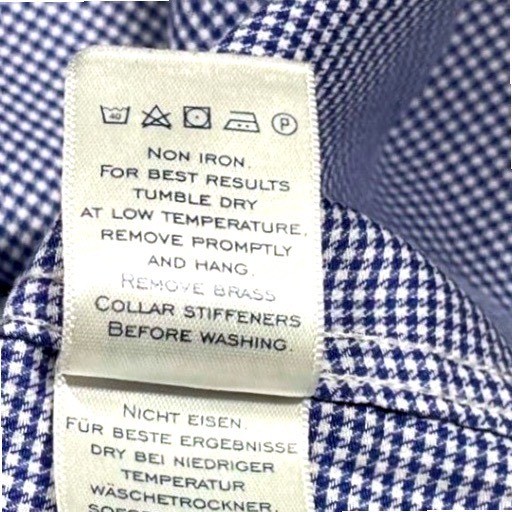 40
P
NON IRON.
FOR BEST RESULTS
TUMBLE DRY
AT LOW TEMPERATURE,
REMOVE PROMPTLY
AND HANG.
REMOVE BRASS
COLLAR STIFFENERS
BEFORE WASHING.
NICHT EISEN.
FÜR BESTE ERGEBNISSE
DRY BEI NIEDRIGER
TEMPERATUR
WÄSCHETROCKNER,